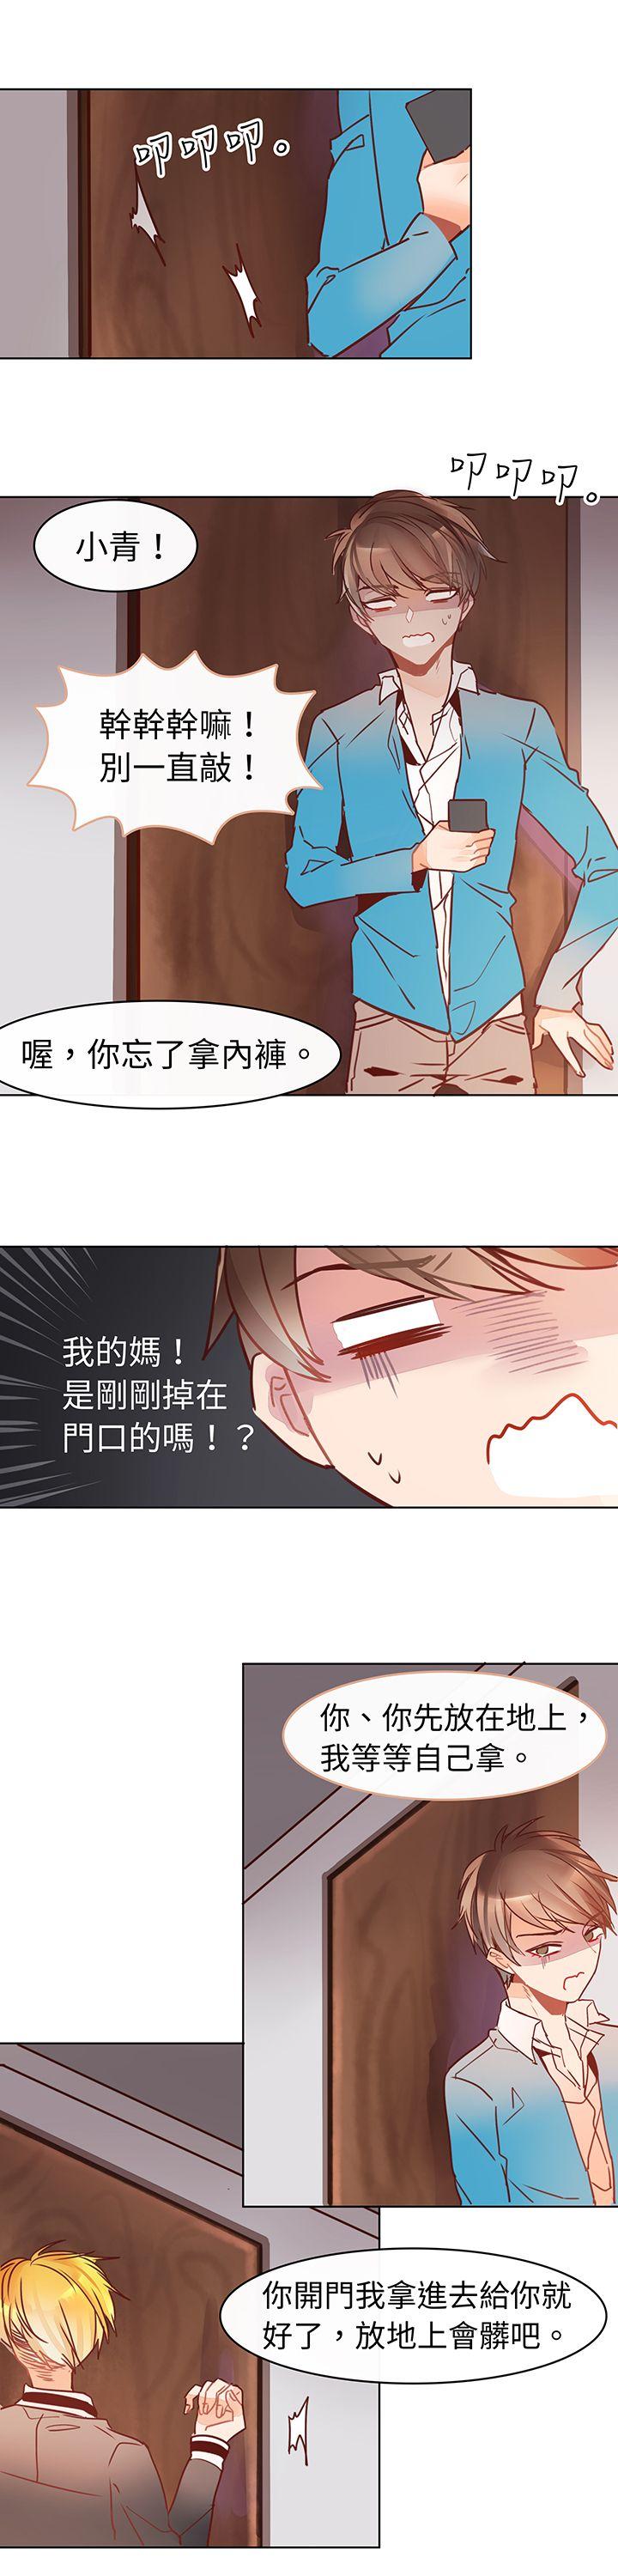 叩叩叩。
叩叩叩。
小青！
幹幹幹嘛！
別一直敲！
喔，你忘了拿內褲。
我的媽！
是剛剛掉在
門口的嗎！？
你、你先放在地上，
我等等自己拿。
你開門我拿進去給你就
好了，放地上會髒吧。